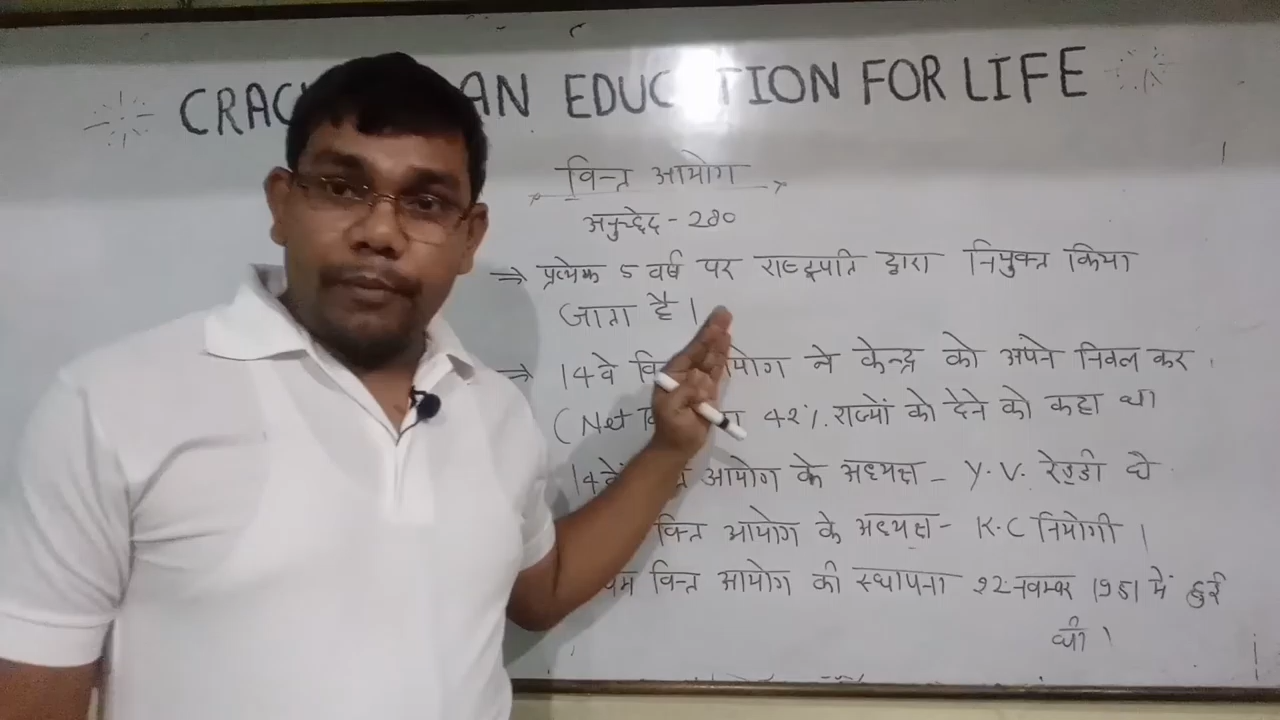 CRAC AN EDUC TION FOR LIFE
वित्त आयोग
अनुच्छेद - 280
⇒ प्रत्येक 5 वर्ष पर राष्ट्रपति द्वारा नियुक्त किया
जाता है।
⇒ 14वे वि योग ने केन्द्र को अपने निवल कर
(Net 42% राज्यों को देने को कहा था
14वें आयोग के अध्यक्ष - Y.V. रेड्डी थे
वित्त आयोग के अध्यक्ष - K.C नियोगी।
वित्त आयोग की स्थापना 22 नवम्बर 1951 में हुई
थी।